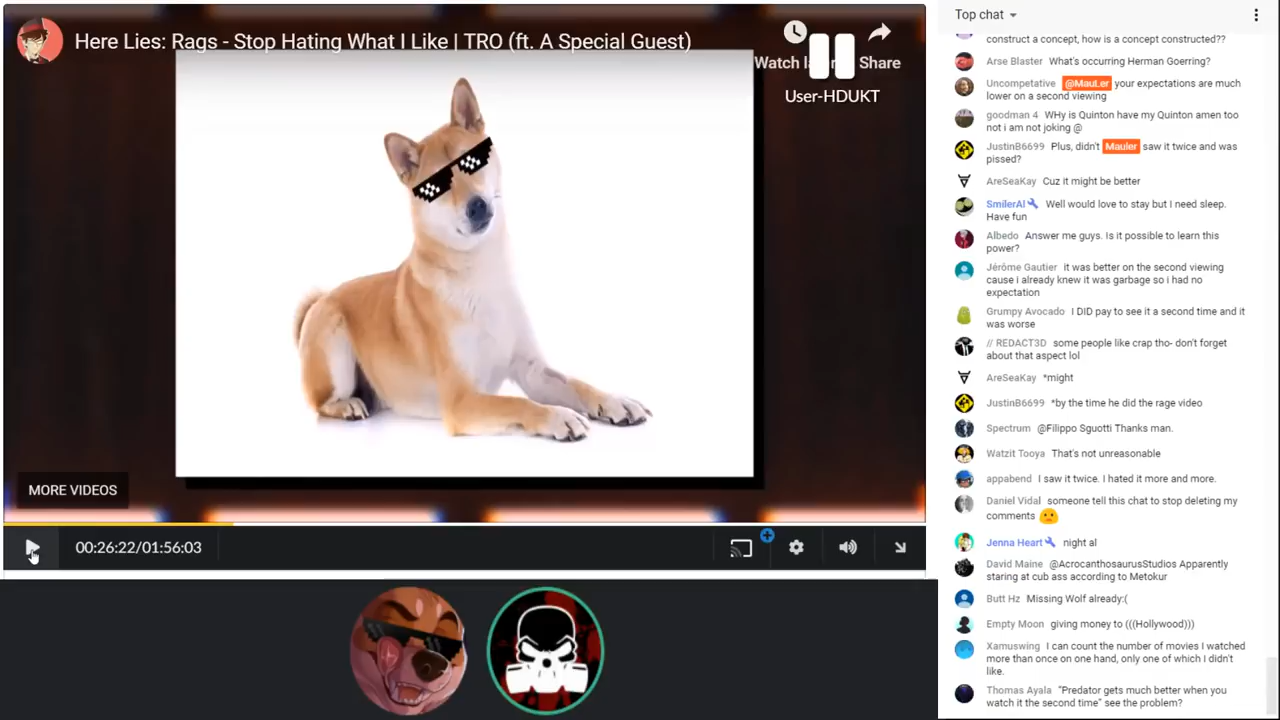 Here Lies: Rags - Stop Hating What I Like | TRO (ft. A Special Guest)
Share
User-HDUKT
MORE VIDEOS
00:26:22/01:56:03
Top chat
construct a concept, how is a concept constructed??
Arse Blaster What's occurring Herman Goerring?
Uncompetative @MauLer your expectations are much
lower on a second viewing
goodman 4 WHy is Quinton have my Quinton amen too
not i am not joking @
JustinB6699 Plus, didn't Mauler saw it twice and was
pissed?
AreSeaKay Cuz it might be better
SmilerAl Well would love to stay but I need sleep.
Have fun
Albedo Answer me guys. Is it possible to learn this
power?
Jérôme Gautier it was better on the second viewing
cause i already knew it was garbage so i had no
expectation
Grumpy Avocado I DID pay to see it a second time and it
was worse
// REDACT3D some people like crap tho- don't forget
about that aspect lol
AreSeaKay *might
JustinB6699 *by the time he did the rage video
Spectrum @Filippo Sguotti Thanks man.
Watzit Tooya That's not unreasonable
appabend I saw it twice. I hated it more and more.
Daniel Vidal someone tell this chat to stop deleting my
comments
Jenna Heart night al
David Maine @AcrocanthosaurusStudios Apparently
staring at cub ass according to Metokur
Butt Hz Missing Wolf already:(
Empty Moon giving money to (((Hollywood)))
Xamuswing I can count the number of movies I watched
more than once on one hand, only one of which I didn't
like.
Thomas Ayala "Predator gets much better when you
watch it the second time" see the problem?